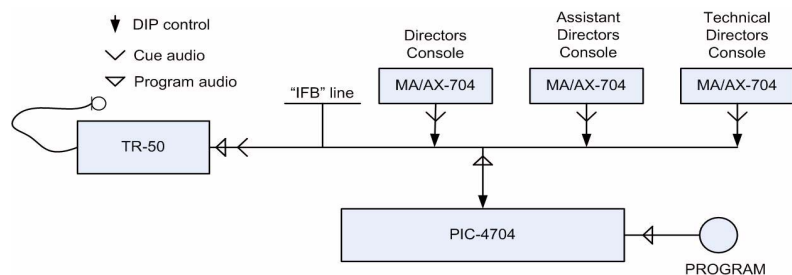 DIP control
Cue audio
Program audio
"IFB" line
Directors
Console
Assistant
Directors
Console
Technical
Directors
Console
MA/AX-704
MA/AX-704
MA/AX-704
TR-50
PIC-4704
PROGRAM